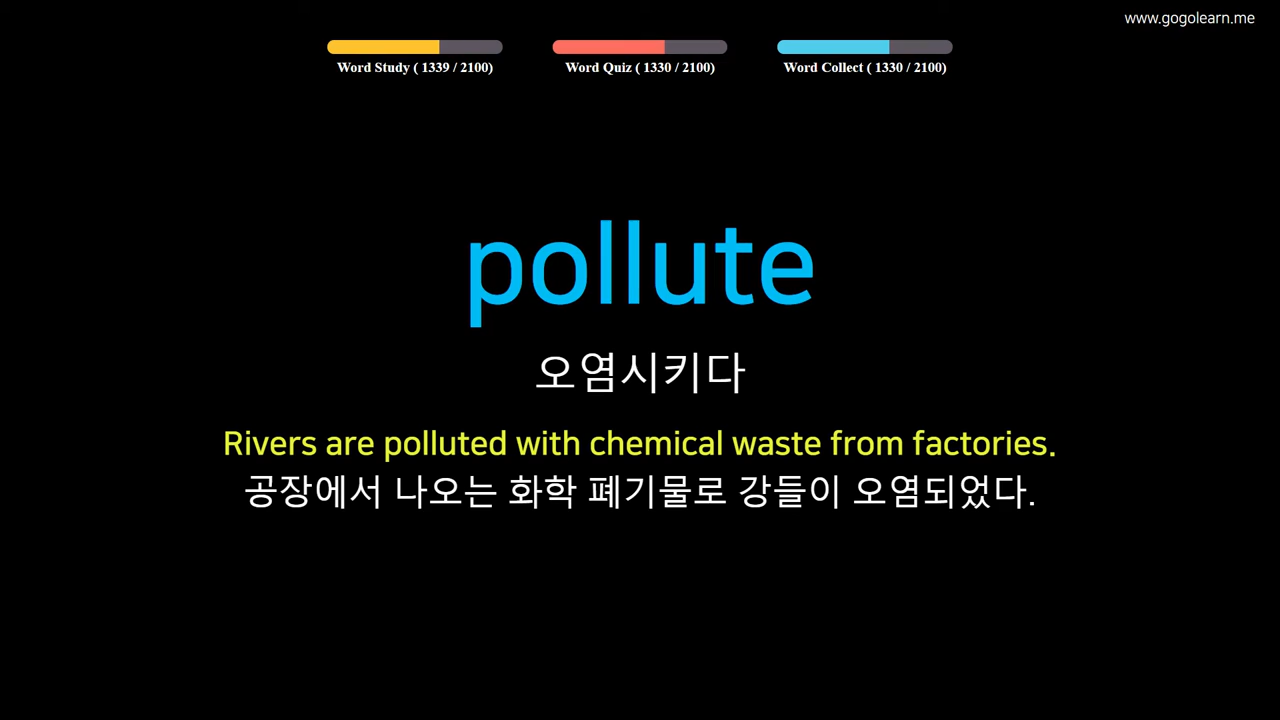 www.gogolearn.me
Word Study ( 1339 / 2100)
Word Quiz ( 1330 / 2100)
Word Collect ( 1330 / 2100)
pollute
오염시키다
Rivers are polluted with chemical waste from factories.
공장에서 나오는 화학 폐기물로 강들이 오염되었다.